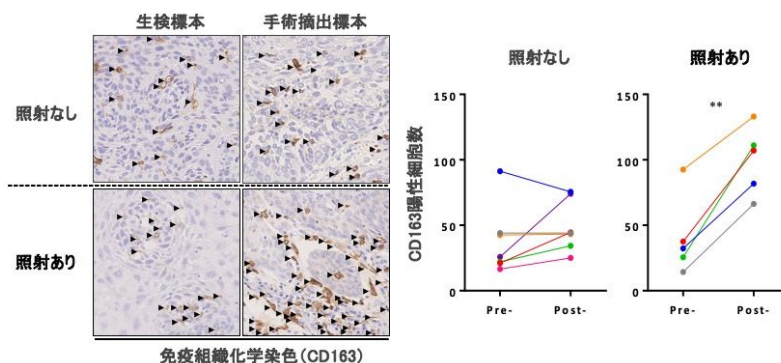 生検標本
手術摘出標本
照射なし
照射あり
免疫組織化学染色(CD163)
CD163陽性細胞数
照射なし
150
100
50
0
Pre-
Post-
照射あり
**
150
100
50
0
Pre-
Post-